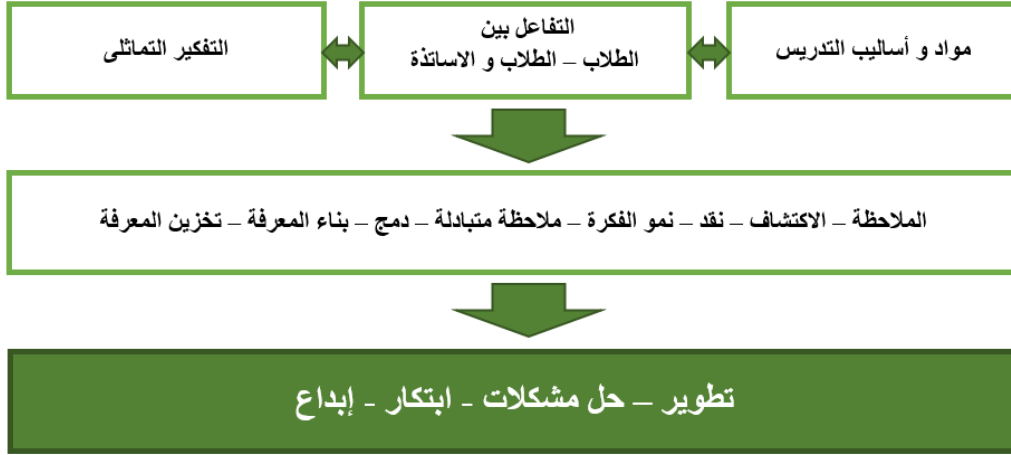 مواد و أساليب التدريس
التفاعل بين
الطلاب – الطلاب و الاساتذة
التفكير التماثلى
الملاحظة – الاكتشاف – نقد – نمو الفكرة – ملاحظة متبادلة – دمج – بناء المعرفة – تخزين المعرفة
تطوير – حل مشكلات - ابتكار - إبداع